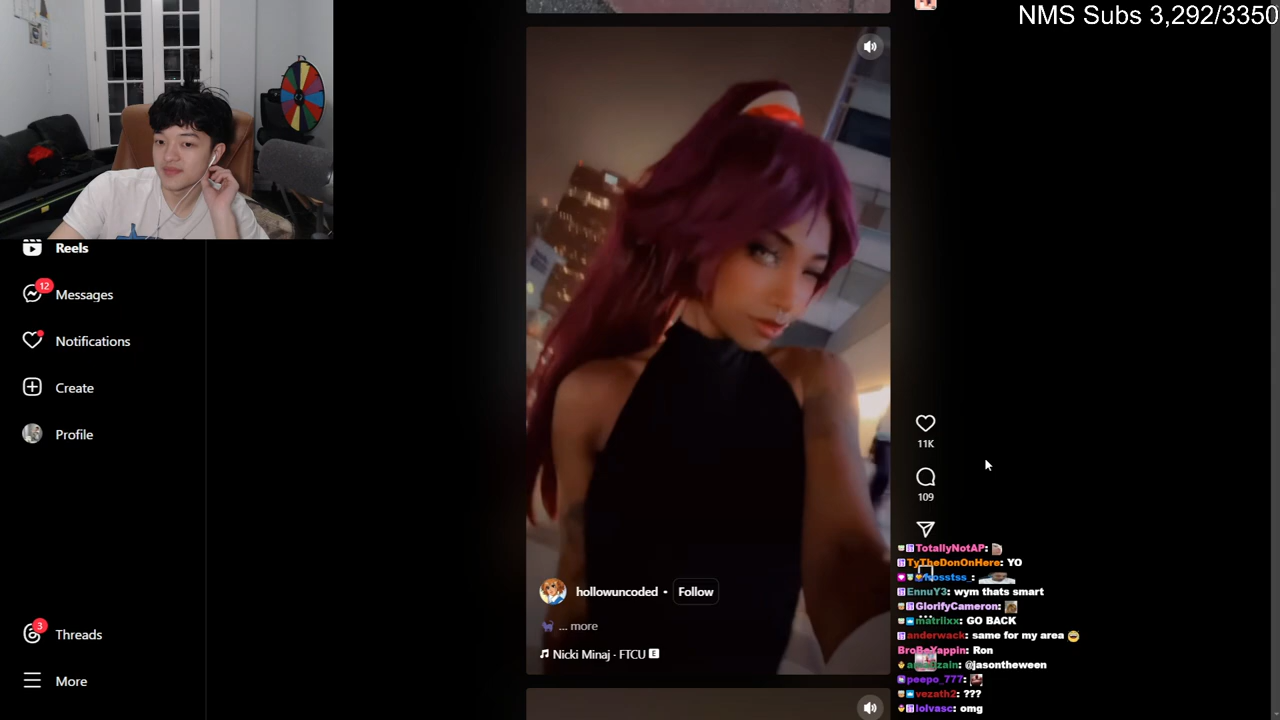 NMS Subs 3,292/3350
Reels
12
Messages
Notifications
Create
Profile
3
Threads
More
hollowuncoded • Follow
... more
Nicki Minaj · FTCU E
11K
109
TotallyNotAP:
TyTheDonOnHere: YO
EnnuY3: wym thats smart
GlorifyCameron:
matriixx: GO BACK
anderwack: same for my area
BroBeYappin: Ron
@jasontheween
peepo_777:
vezath2: ???
lolvasc: omg